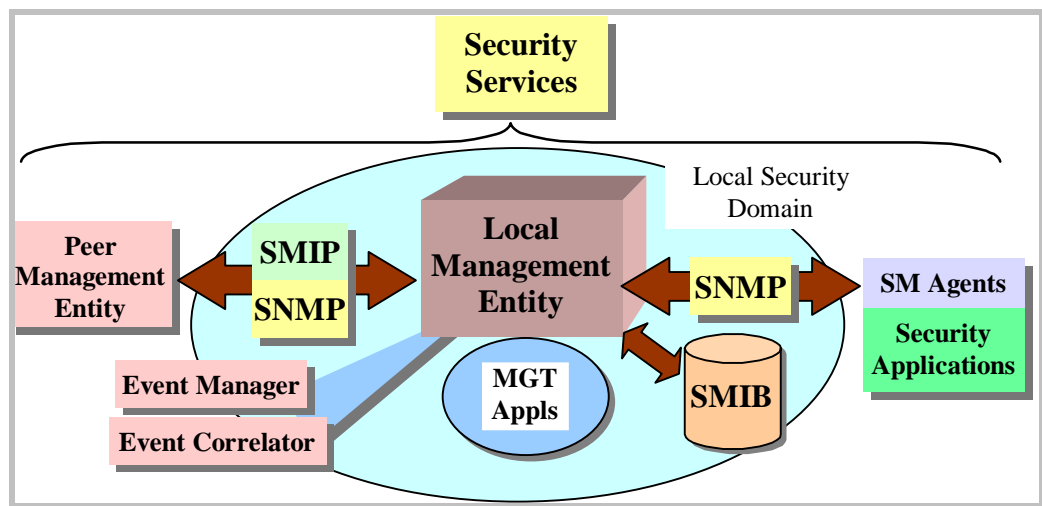 Security
Services
Local Security
Domain
Peer
Management
Entity
SMIP
SNMP
Local
Management
Entity
SNMP
SM Agents
Security
Applications
Event Manager
Event Correlator
MGT
Appls
SMIB